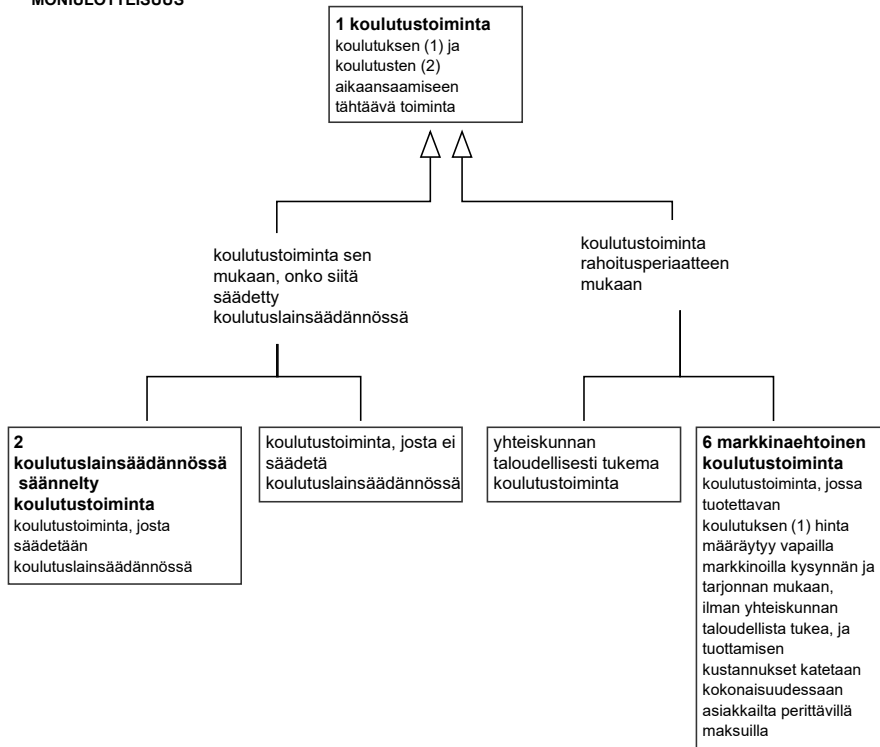 MONIULOTTEISUUS
1 koulutustoiminta
koulutuksen (1) ja
koulutusten (2)
aikaansaamiseen
tähtäävä toiminta
koulutustoiminta sen
mukaan, onko siitä
säädetty
koulutuslainsäädännössä
koulutustoiminta
rahoitusperiaatteen
mukaan
2
koulutuslainsäädännössä
säännelty
koulutustoiminta
koulutustoiminta, josta
säädetään
koulutuslainsäädännössä
koulutustoiminta, josta ei
säädetä
koulutuslainsäädännössä
yhteiskunnan
taloudellisesti tukema
koulutustoiminta
6 markkinaehtoinen
koulutustoiminta
koulutustoiminta, jossa
tuotettavan
koulutuksen (1) hinta
määräytyy vapailla
markkinoilla kysynnän ja
tarjonnan mukaan,
ilman yhteiskunnan
taloudellista tukea, ja
tuottamisen
kustannukset katetaan
kokonaisuudessaan
asiakkailta perittävillä
maksuilla